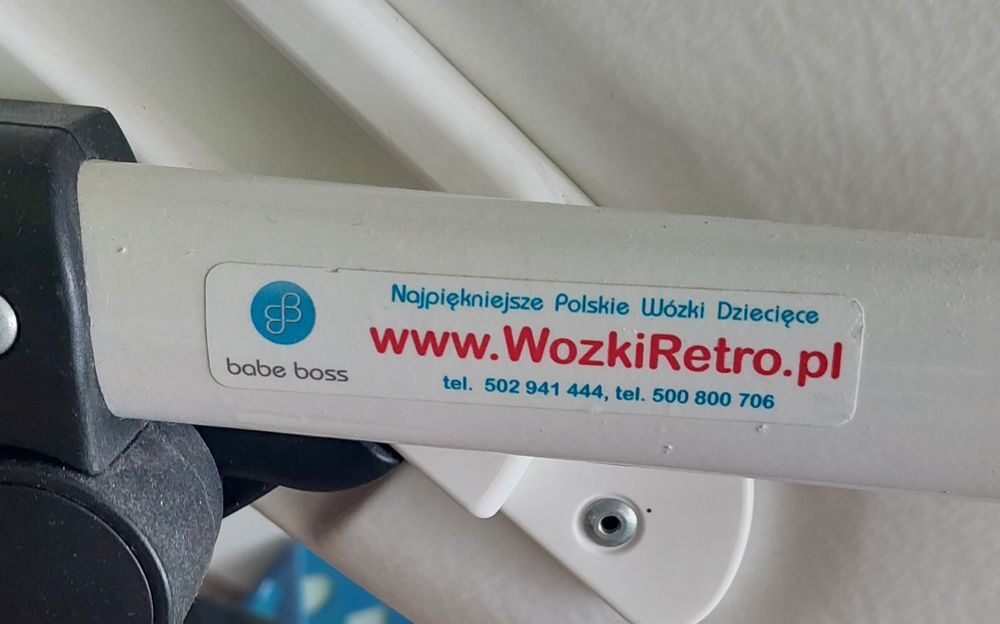 babe boss
Najpiękniejsze Polskie Wózki Dziecięce
www.WozkiRetro.pl
tel. 502 941 444, tel. 500 800 706